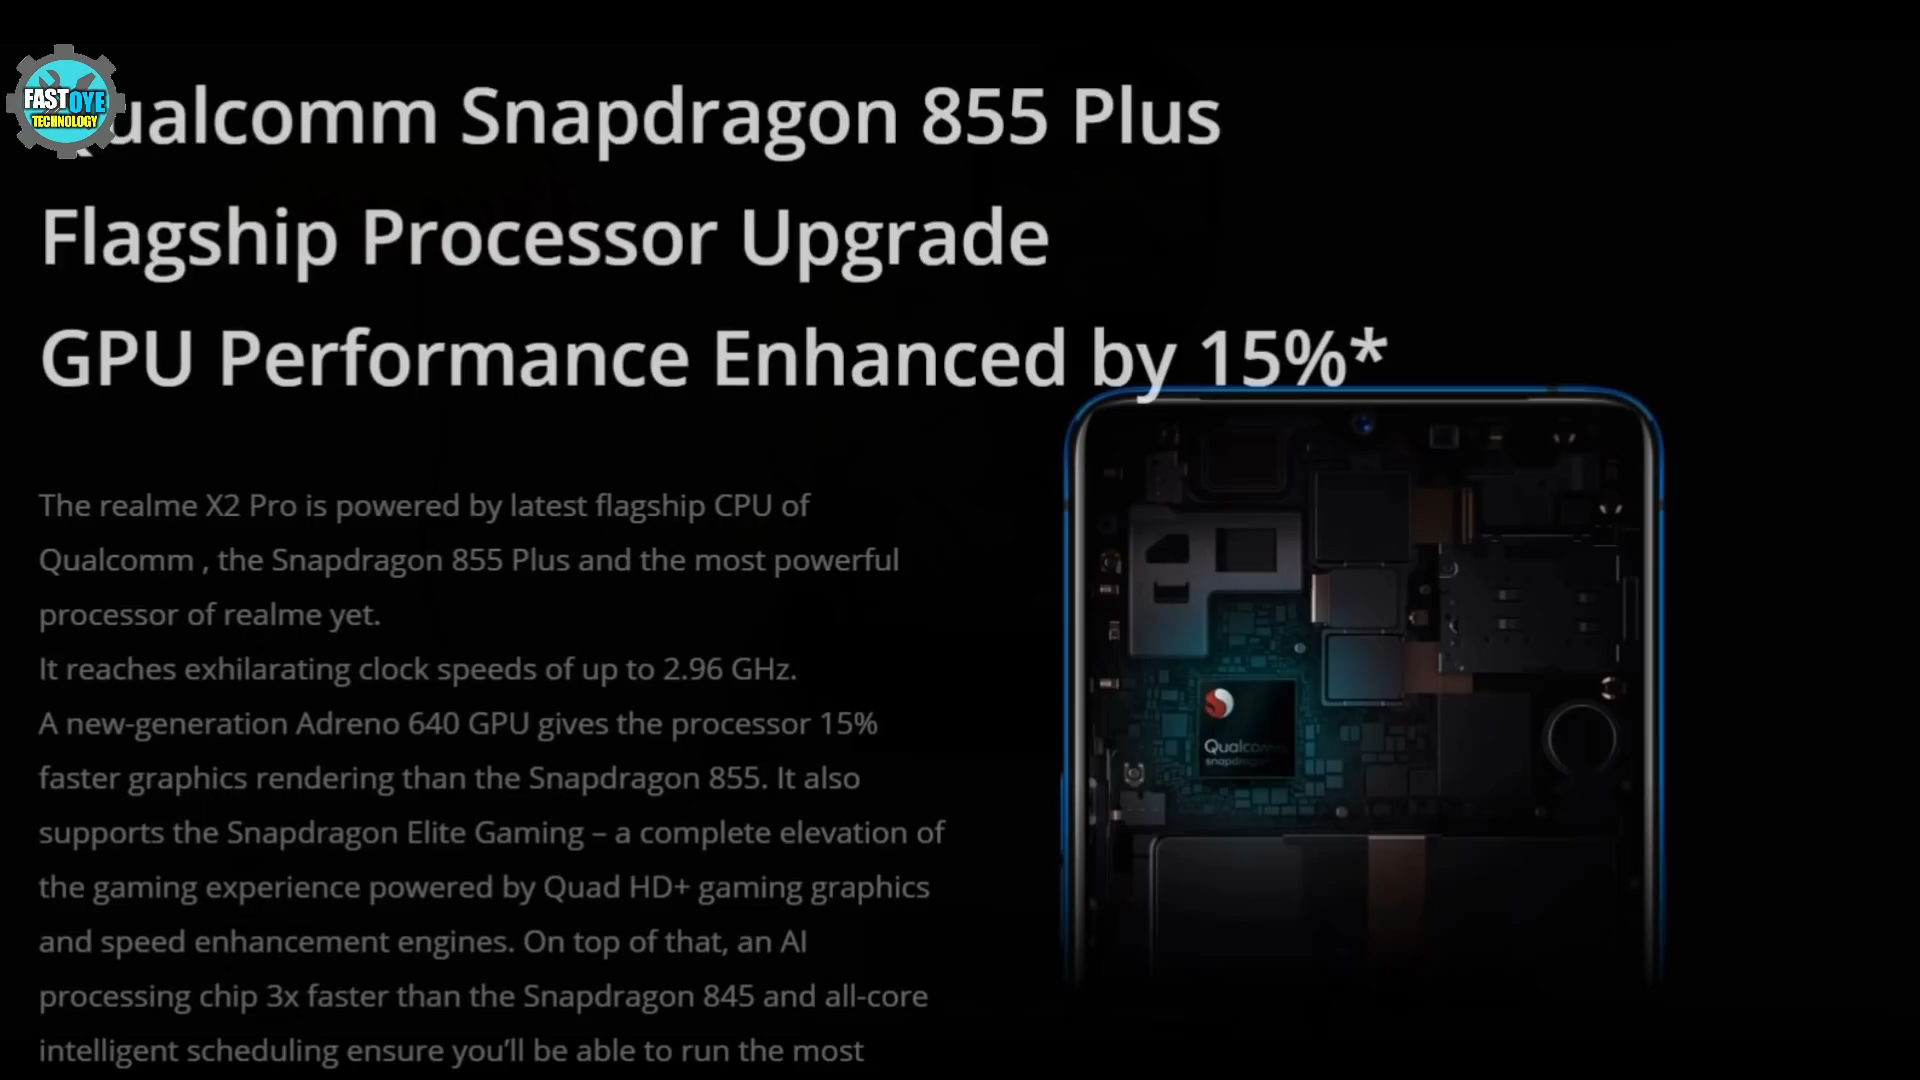 FAST OYE
TECHNOLOGY
Qualcomm Snapdragon 855 Plus
Flagship Processor Upgrade
GPU Performance Enhanced by 15%*
The realme X2 Pro is powered by latest flagship CPU of
Qualcomm , the Snapdragon 855 Plus and the most powerful
processor of realme yet.
It reaches exhilarating clock speeds of up to 2.96 GHz.
A new-generation Adreno 640 GPU gives the processor 15%
faster graphics rendering than the Snapdragon 855. It also
supports the Snapdragon Elite Gaming – a complete elevation of
the gaming experience powered by Quad HD+ gaming graphics
and speed enhancement engines. On top of that, an AI
processing chip 3x faster than the Snapdragon 845 and all-core
intelligent scheduling ensure you’ll be able to run the most
Qualcomm
snapdragon